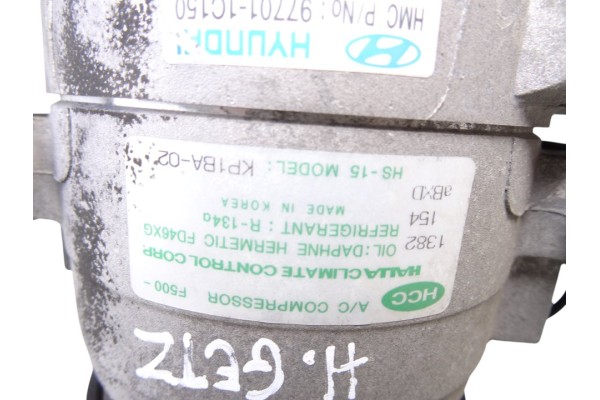 HMC P/No : 97701-1C150
HYUNDAI
HCC A/C COMPRESSOR F500-
HALLA CLIMATE CONTROL CORP.
OIL : DAPHNE HERMETIC FD46XG
REFRIGERANT : R-134a
MADE IN KOREA
HS-15 MODEL : KP1BA-02
1382
154
H. GETZ